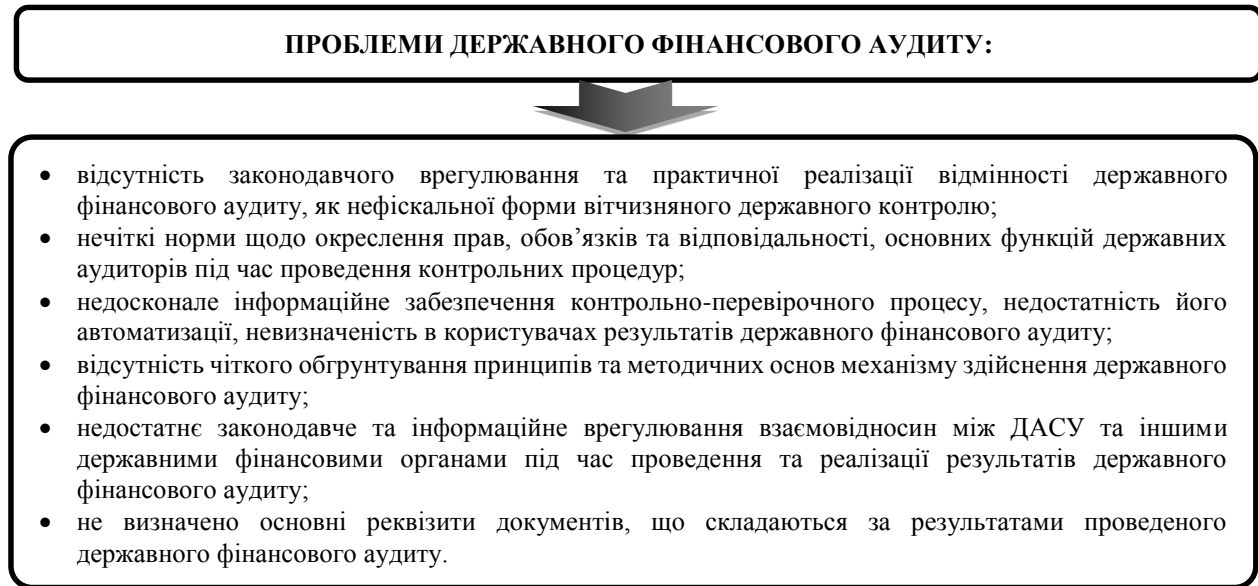 ПРОБЛЕМИ ДЕРЖАВНОГО ФІНАНСОВОГО АУДИТУ:
• відсутність законодавчого врегулювання та практичної реалізації відмінності державного
фінансового аудиту, як нефіскальної форми вітчизняного державного контролю;
• нечіткі норми щодо окреслення прав, обов’язків та відповідальності, основних функцій державних
аудиторів під час проведення контрольних процедур;
• недосконале інформаційне забезпечення контрольно-перевірочного процесу, недостатність його
автоматизації, невизначеність в користувачах результатів державного фінансового аудиту;
• відсутність чіткого обгрунтування принципів та методичних основ механізму здійснення державного
фінансового аудиту;
• недостатнє законодавче та інформаційне врегулювання взаємовідносин між ДАСУ та іншими
державними фінансовими органами під час проведення та реалізації результатів державного
фінансового аудиту;
• не визначено основні реквізити документів, що складаються за результатами проведеного
державного фінансового аудиту.